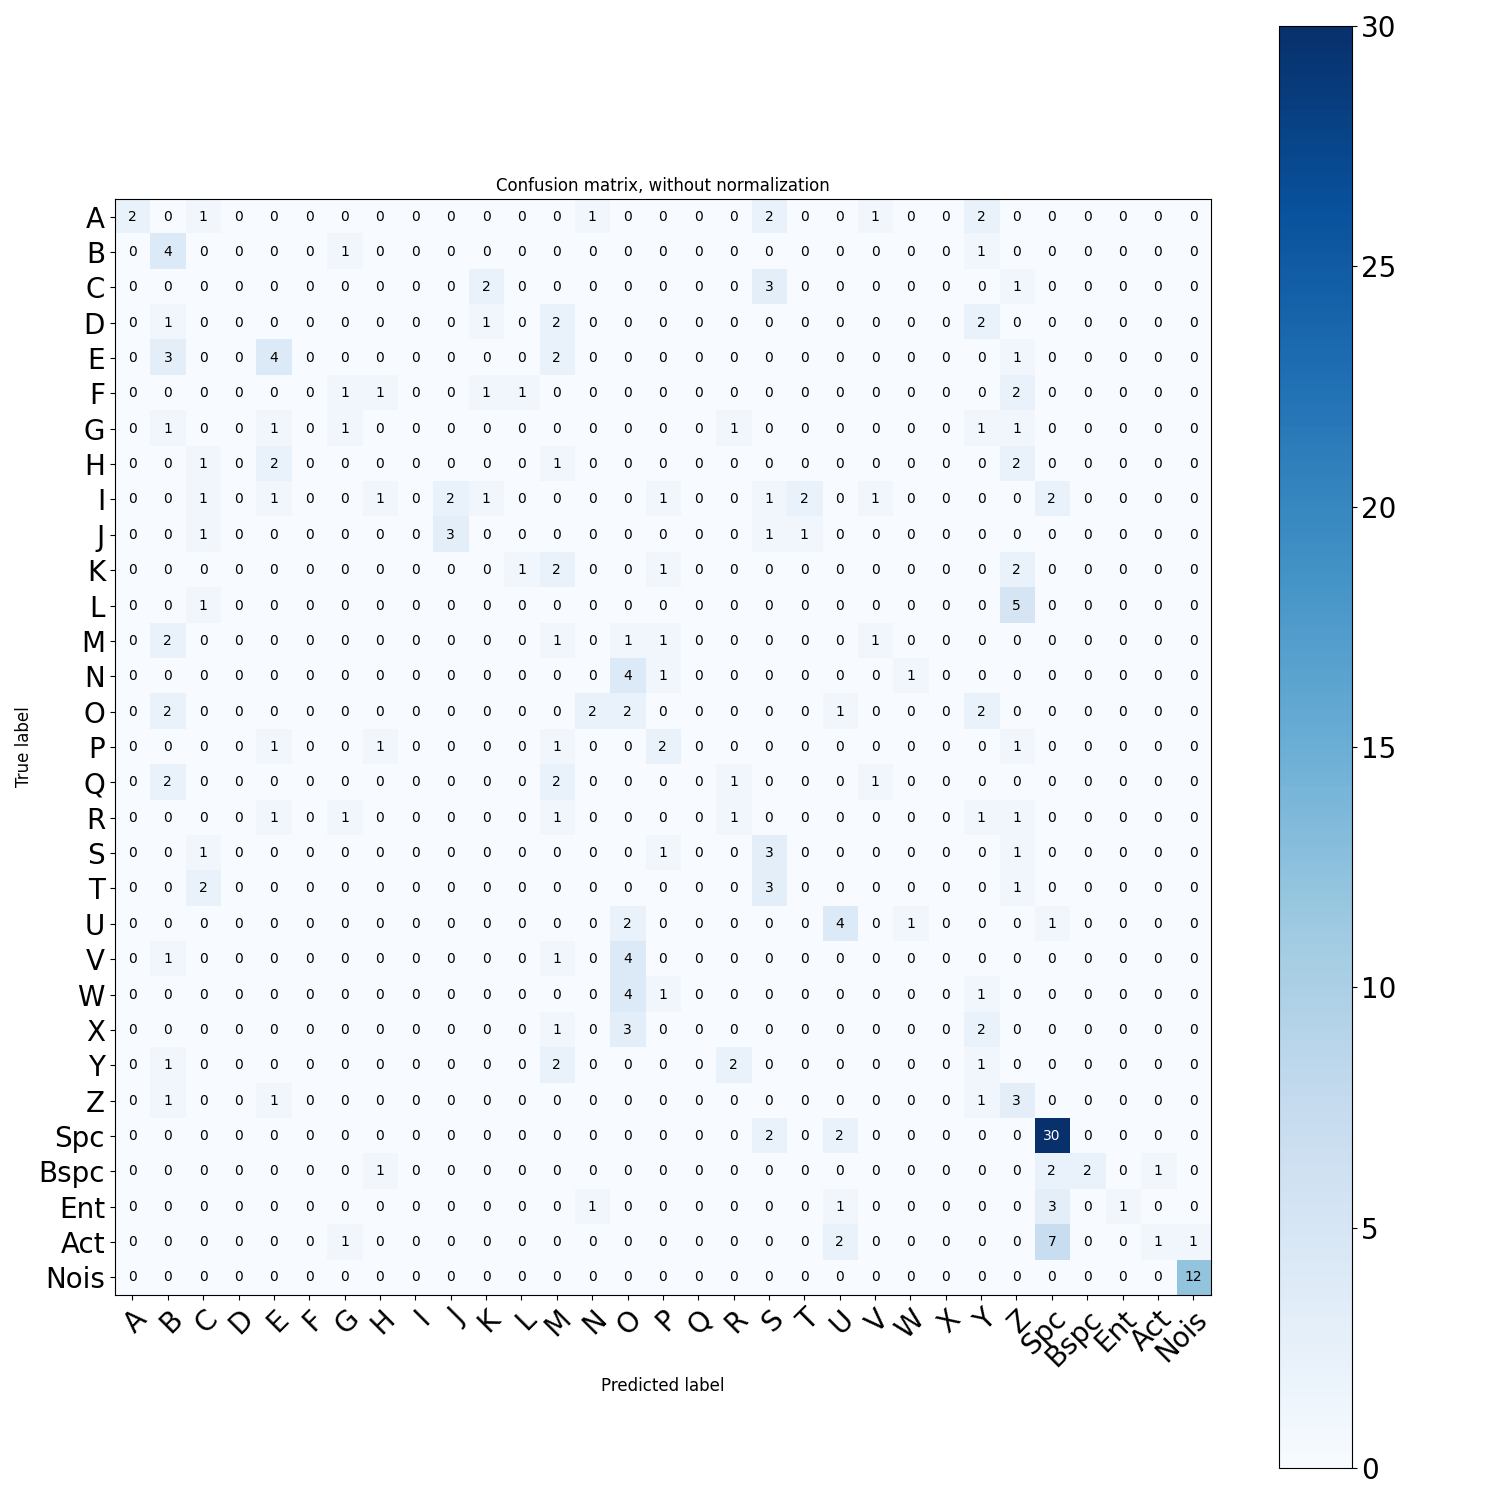 Confusion matrix, without normalization
A 2 0 1 0 0 0 0 0 0 0 0 0 0 1 0 0 0 0 2 0 0 1 0 0 2 0 0 0 0 0 0
B 0 4 0 0 0 0 1 0 0 0 0 0 0 0 0 0 0 0 0 0 0 0 0 0 1 0 0 0 0 0 0
C 0 0 0 0 0 0 0 0 0 0 2 0 0 0 0 0 0 0 3 0 0 0 0 0 0 1 0 0 0 0 0
D 0 1 0 0 0 0 0 0 0 0 1 0 2 0 0 0 0 0 0 0 0 0 0 0 2 0 0 0 0 0 0
E 0 3 0 0 4 0 0 0 0 0 0 0 2 0 0 0 0 0 0 0 0 0 0 0 0 1 0 0 0 0 0
F 0 0 0 0 0 0 1 1 0 0 1 1 0 0 0 0 0 0 0 0 0 0 0 0 0 2 0 0 0 0 0
G 0 1 0 0 1 0 1 0 0 0 0 0 0 0 0 0 0 1 0 0 0 0 0 0 1 1 0 0 0 0 0
H 0 0 1 0 2 0 0 0 0 0 0 0 1 0 0 0 0 0 0 0 0 0 0 0 0 2 0 0 0 0 0
I 0 0 1 0 1 0 0 1 0 2 1 0 0 0 0 1 0 0 1 2 0 1 0 0 0 0 2 0 0 0 0
J 0 0 1 0 0 0 0 0 0 3 0 0 0 0 0 0 0 0 1 1 0 0 0 0 0 0 0 0 0 0 0
K 0 0 0 0 0 0 0 0 0 0 0 1 2 0 0 1 0 0 0 0 0 0 0 0 0 2 0 0 0 0 0
L 0 0 1 0 0 0 0 0 0 0 0 0 0 0 0 0 0 0 0 0 0 0 0 0 0 5 0 0 0 0 0
M 0 2 0 0 0 0 0 0 0 0 0 0 1 0 1 1 0 0 0 0 0 1 0 0 0 0 0 0 0 0 0
N 0 0 0 0 0 0 0 0 0 0 0 0 0 0 4 1 0 0 0 0 0 0 1 0 0 0 0 0 0 0 0
O 0 2 0 0 0 0 0 0 0 0 0 0 0 2 2 0 0 0 0 0 1 0 0 0 2 0 0 0 0 0 0
P 0 0 0 0 1 0 0 1 0 0 0 0 1 0 0 2 0 0 0 0 0 0 0 0 0 1 0 0 0 0 0
Q 0 2 0 0 0 0 0 0 0 0 0 0 2 0 0 0 0 1 0 0 0 1 0 0 0 0 0 0 0 0 0
R 0 0 0 0 1 0 1 0 0 0 0 0 1 0 0 0 0 1 0 0 0 0 0 0 1 1 0 0 0 0 0
S 0 0 1 0 0 0 0 0 0 0 0 0 0 0 0 1 0 0 3 0 0 0 0 0 0 1 0 0 0 0 0
T 0 0 2 0 0 0 0 0 0 0 0 0 0 0 0 0 0 0 3 0 0 0 0 0 0 1 0 0 0 0 0
U 0 0 0 0 0 0 0 0 0 0 0 0 0 0 2 0 0 0 0 0 4 0 1 0 0 0 1 0 0 0 0
V 0 1 0 0 0 0 0 0 0 0 0 0 1 0 4 0 0 0 0 0 0 0 0 0 0 0 0 0 0 0 0
W 0 0 0 0 0 0 0 0 0 0 0 0 0 0 4 1 0 0 0 0 0 0 0 0 1 0 0 0 0 0 0
X 0 0 0 0 0 0 0 0 0 0 0 0 1 0 3 0 0 0 0 0 0 0 0 0 2 0 0 0 0 0 0
Y 0 1 0 0 0 0 0 0 0 0 0 0 2 0 0 0 0 2 0 0 0 0 0 0 1 0 0 0 0 0 0
Z 0 1 0 0 1 0 0 0 0 0 0 0 0 0 0 0 0 0 0 0 0 0 0 0 1 3 0 0 0 0 0
Spc 0 0 0 0 0 0 0 0 0 0 0 0 0 0 0 0 0 0 2 0 2 0 0 0 0 0 30 0 0 0 0
Bspc 0 0 0 0 0 0 0 1 0 0 0 0 0 0 0 0 0 0 0 0 0 0 0 0 0 0 2 2 0 1 0
Ent 0 0 0 0 0 0 0 0 0 0 0 0 0 1 0 0 0 0 0 0 1 0 0 0 0 0 3 0 1 0 0
Act 0 0 0 0 0 0 1 0 0 0 0 0 0 0 0 0 0 0 0 0 2 0 0 0 0 0 7 0 0 1 1
Nois 0 0 0 0 0 0 0 0 0 0 0 0 0 0 0 0 0 0 0 0 0 0 0 0 0 0 0 0 0 0 12
A B C D E F G H I J K L M N O P Q R S T U V W X Y Z Spc Bspc Ent Act Nois
Predicted label
True label
30
25
20
15
10
5
0